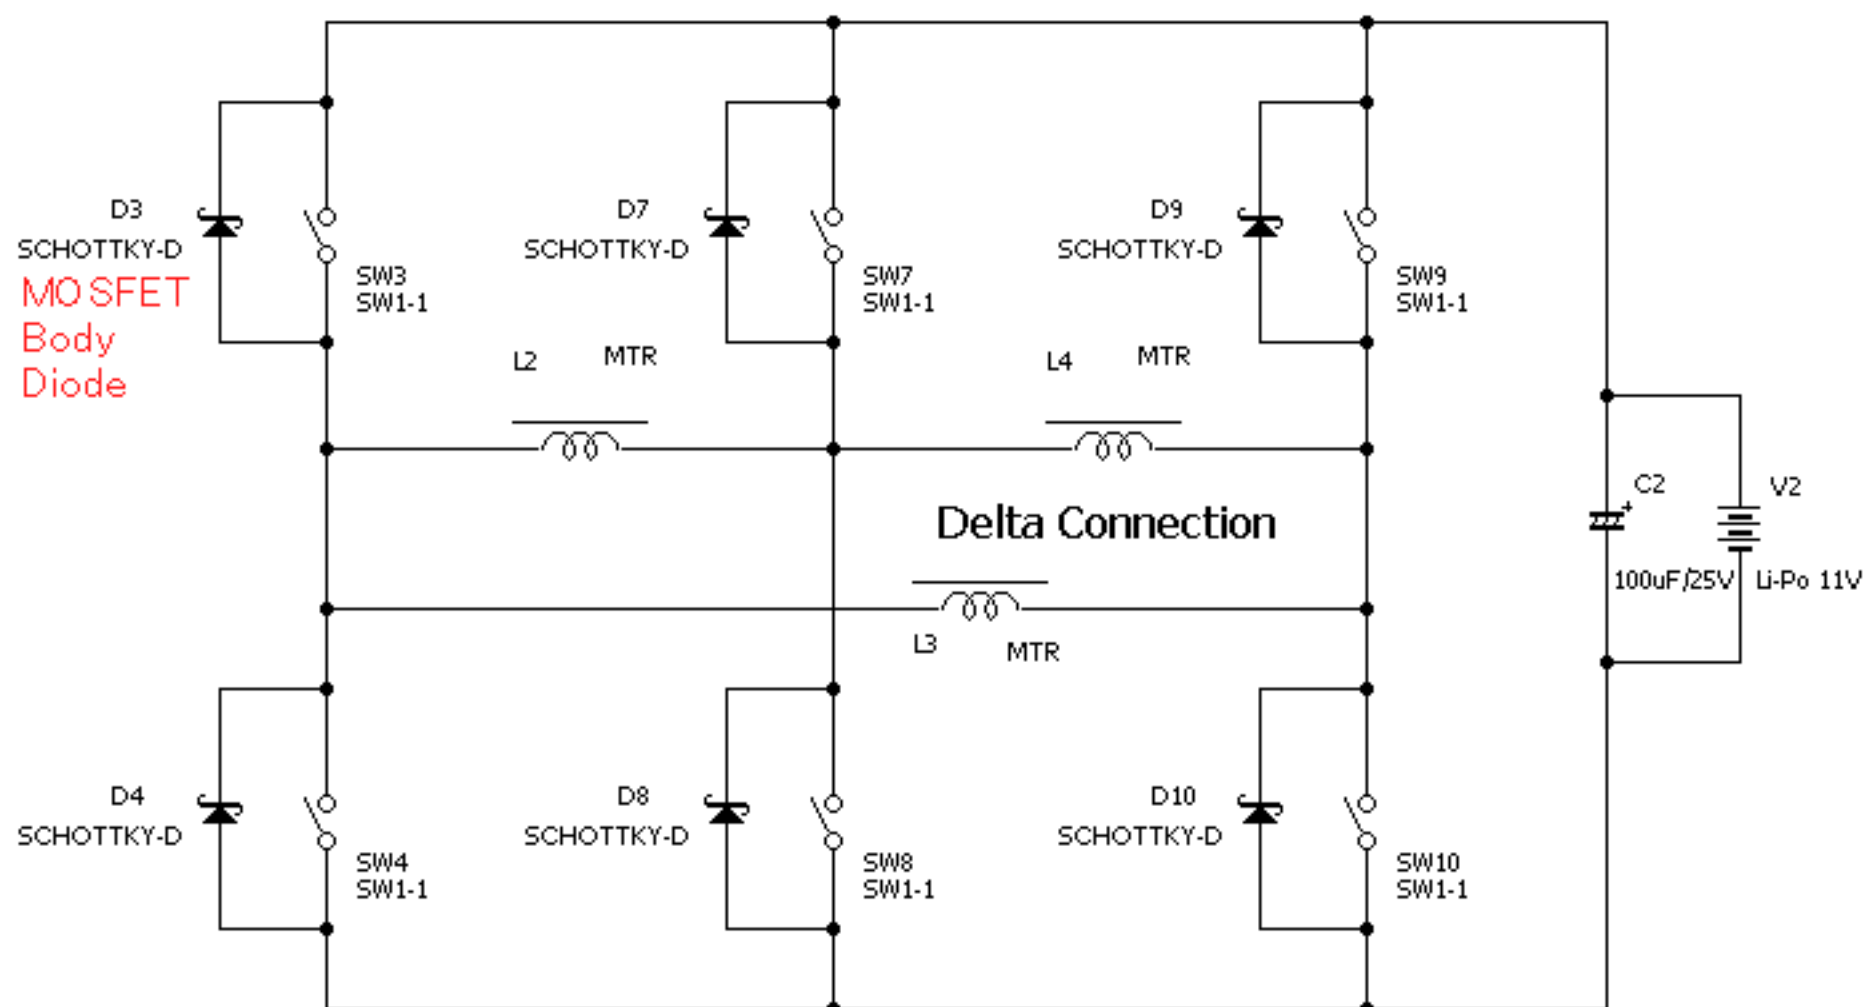 D3
SCHOTTKY-D
MOSFET
Body
Diode
SW3
SW1-1
D7
SCHOTTKY-D
SW7
SW1-1
D9
SCHOTTKY-D
SW9
SW1-1
L2
MTR
L4
MTR
Delta Connection
C2
+
100uF/25V
V2
Li-Po 11V
L3
MTR
D4
SCHOTTKY-D
SW4
SW1-1
D8
SCHOTTKY-D
SW8
SW1-1
D10
SCHOTTKY-D
SW10
SW1-1